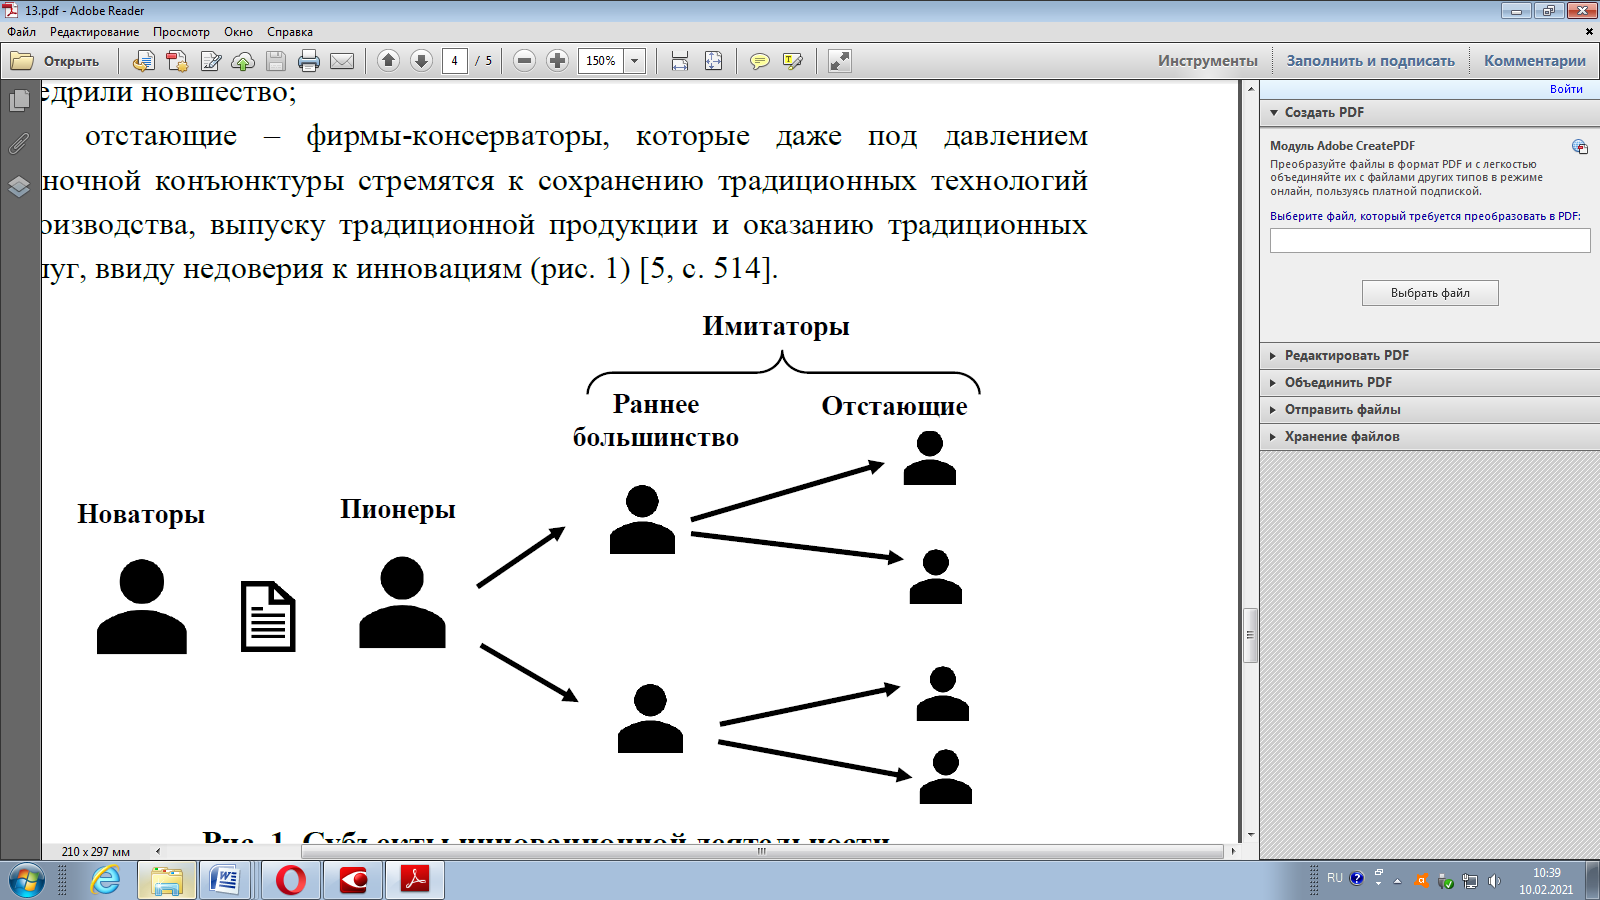 13.pdf - Adobe Reader
Файл Редактирование Просмотр Окно Справка
Открыть 4 / 5 150% Инструменты Заполнить и подписать Комментарии
Войти
едрили новшество;
отстающие – фирмы-консерваторы, которые даже под давлением
ночной конъюнктуры стремятся к сохранению традиционных технологий
оизводства, выпуску традиционной продукции и оказанию традиционных
луг, ввиду недоверия к инновациям (рис. 1) [5, с. 514].
Имитаторы
Раннее
большинство
Отстающие
Новаторы
Пионеры
Рис. 1. Субъекты инновационной деятельности
210 x 297 мм
Создать PDF
Модуль Adobe CreatePDF
Преобразуйте файлы в формат PDF и с легкостью
объединяйте их с файлами других типов в режиме
онлайн, пользуясь платной подпиской.
Выберите файл, который требуется преобразовать в PDF:
Выбрать файл
Редактировать PDF
Объединить PDF
Отправить файлы
Хранение файлов
RU
10:39
10.02.2021